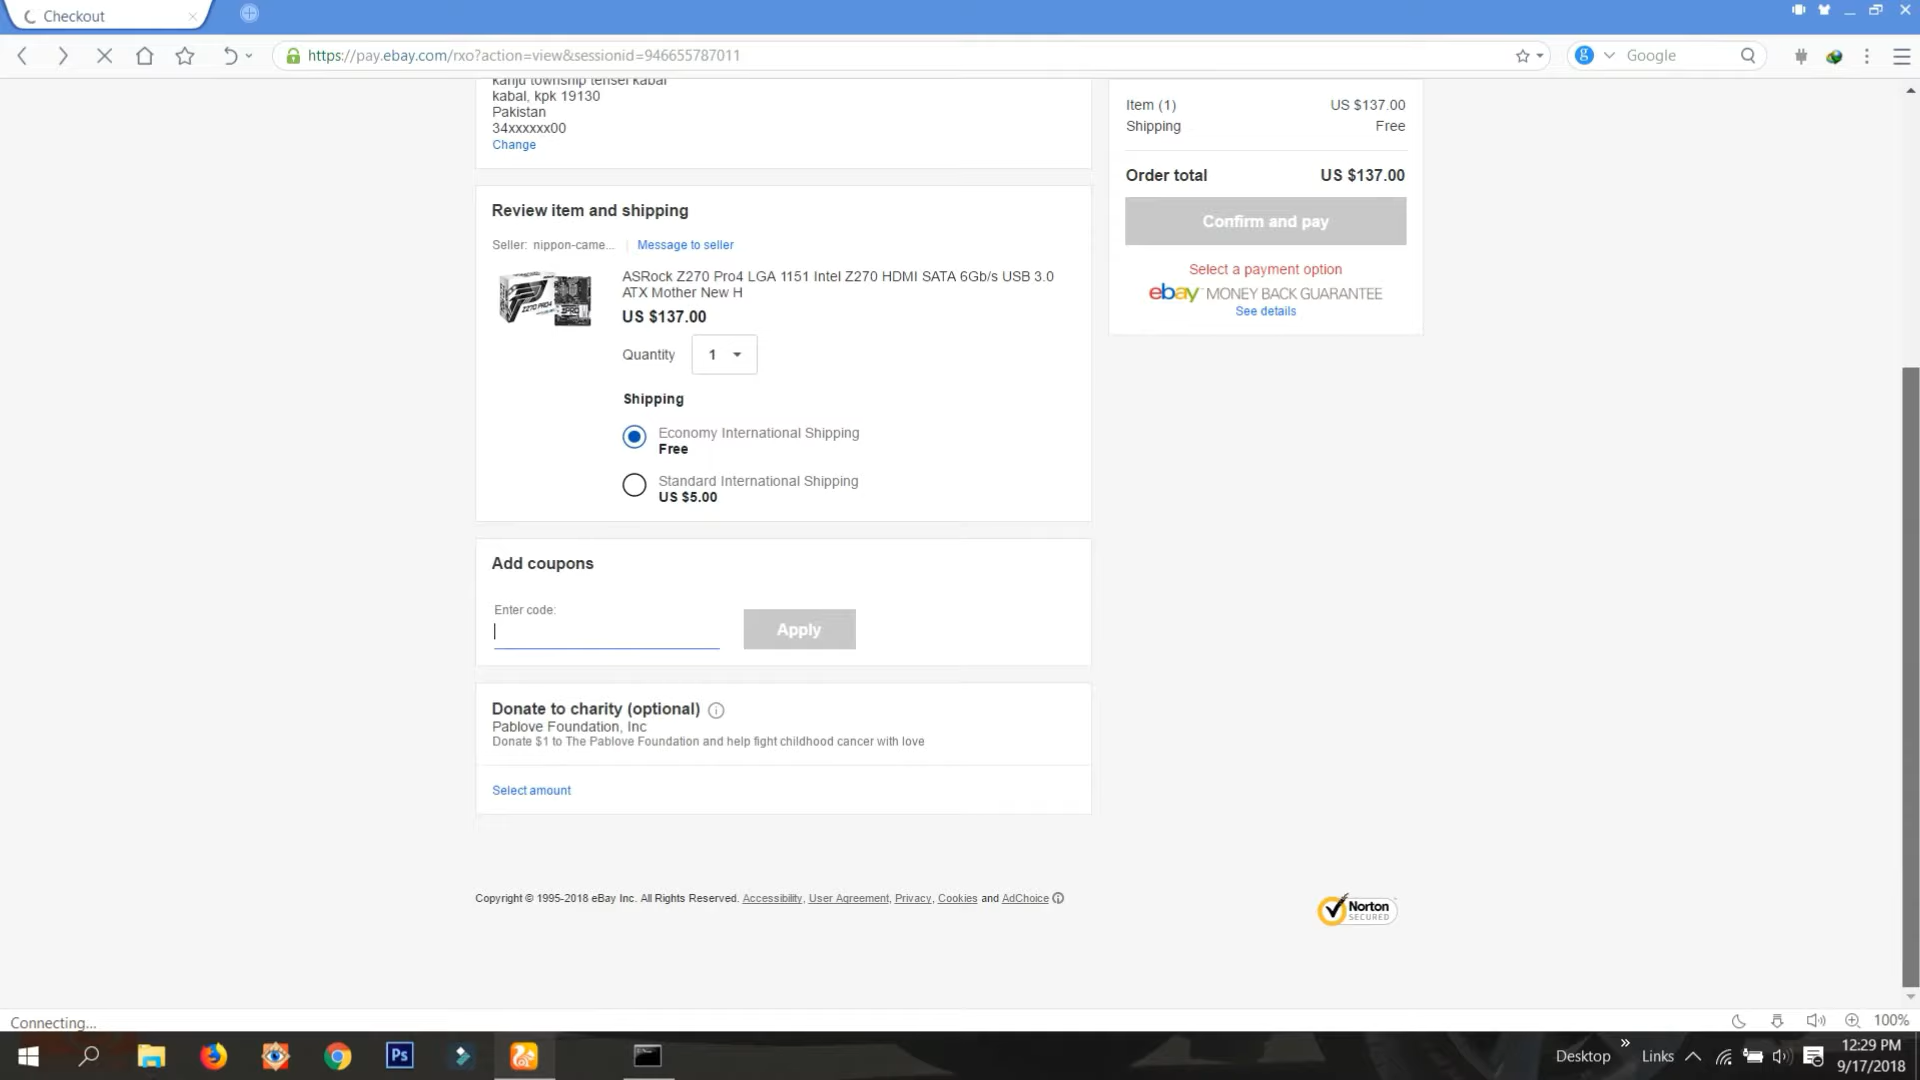 Checkout
https://pay.ebay.com/rxo?action=view&sessionid=946655787011
Google
kanju township tehsel kabal
kabal, kpk 19130
Pakistan
34xxxxxx00
Change
Item (1) US $137.00
Shipping Free
Order total US $137.00
Confirm and pay
Select a payment option
ebay MONEY BACK GUARANTEE
See details
Review item and shipping
Seller: nippon-came... Message to seller
ASRock Z270 Pro4 LGA 1151 Intel Z270 HDMI SATA 6Gb/s USB 3.0
ATX Mother New H
US $137.00
Quantity 1
Shipping
Economy International Shipping
Free
Standard International Shipping
US $5.00
Add coupons
Enter code:
Apply
Donate to charity (optional)
Pablove Foundation, Inc
Donate $1 to The Pablove Foundation and help fight childhood cancer with love
Select amount
Copyright © 1995-2018 eBay Inc. All Rights Reserved. Accessibility, User Agreement, Privacy, Cookies and AdChoice
Norton
SECURED
Connecting...
100%
Ps
Desktop
Links
12:29 PM
9/17/2018